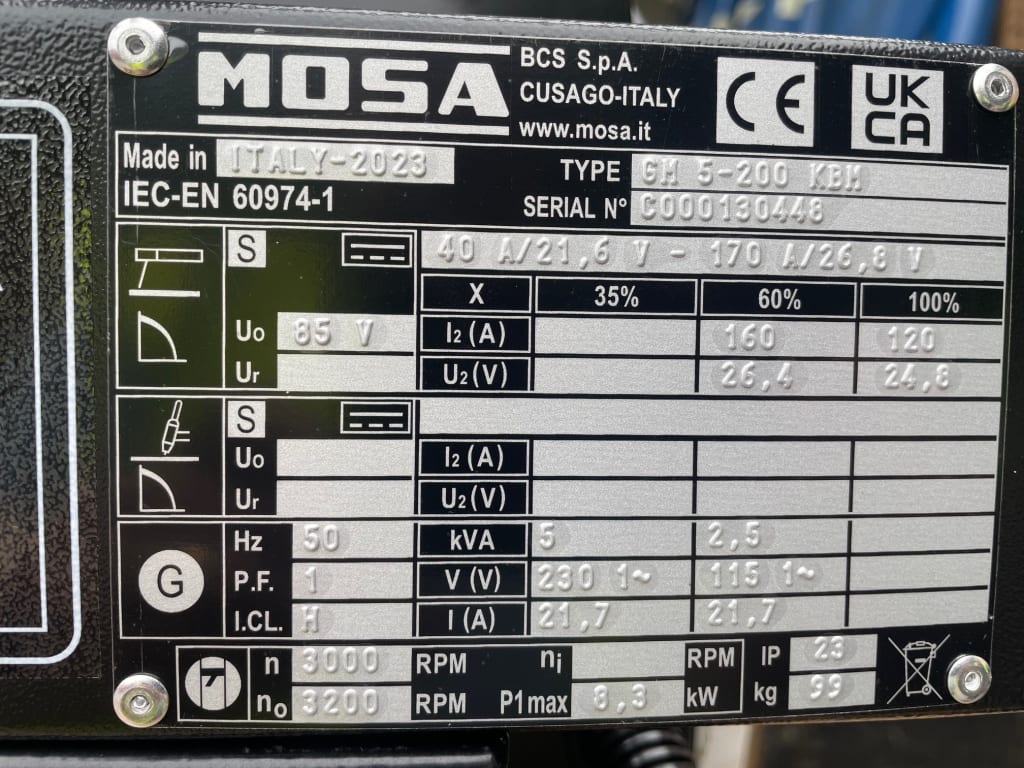 MOSA
BCS S.p.A.
CUSAGO-ITALY
www.mosa.it
CE
UK
CA
Made in ITALY-2023
IEC-EN 60974-1
TYPE GM 5-200 KBM
SERIAL N° C000130448
S 40 A/21,6 V - 170 A/26,8 V
X 35% 60% 100%
U0 85 V I2 (A) 160 120
Ur U2 (V) 26,4 24,8
S
U0 I2 (A)
Ur U2 (V)
G
Hz 50 kVA 5 2,5
P.F. 1 V (V) 230 1~ 115 1~
I.CL. H I (A) 21,7 21,7
n 3000 RPM ni RPM IP 23
n0 3200 RPM P1 max 8,3 kW kg 99